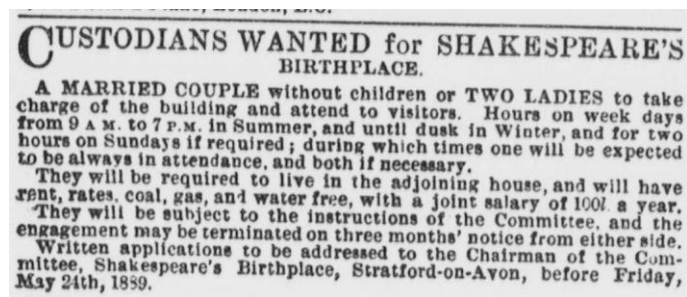 CUSTODIANS WANTED for SHAKESPEARE'S
BIRTHPLACE.
A MARRIED COUPLE without children or TWO LADIES to take
charge of the building and attend to visitors. Hours on week days
from 9 A M. to 7 P.M. in Summer, and until dusk in Winter, and for two
hours on Sundays if required; during which times one will be expected
to be always in attendance, and both if necessary.
They will be required to live in the adjoining house, and will have
rent, rates, coal, gas, and water free, with a joint salary of 100l. a year.
They will be subject to the instructions of the Committee, and the
engagement may be terminated on three months' notice from either side.
Written applications to be addressed to the Chairman of the Com-
mittee, Shakespeare's Birthplace, Stratford-on-Avon, before Friday,
May 24th, 1889.